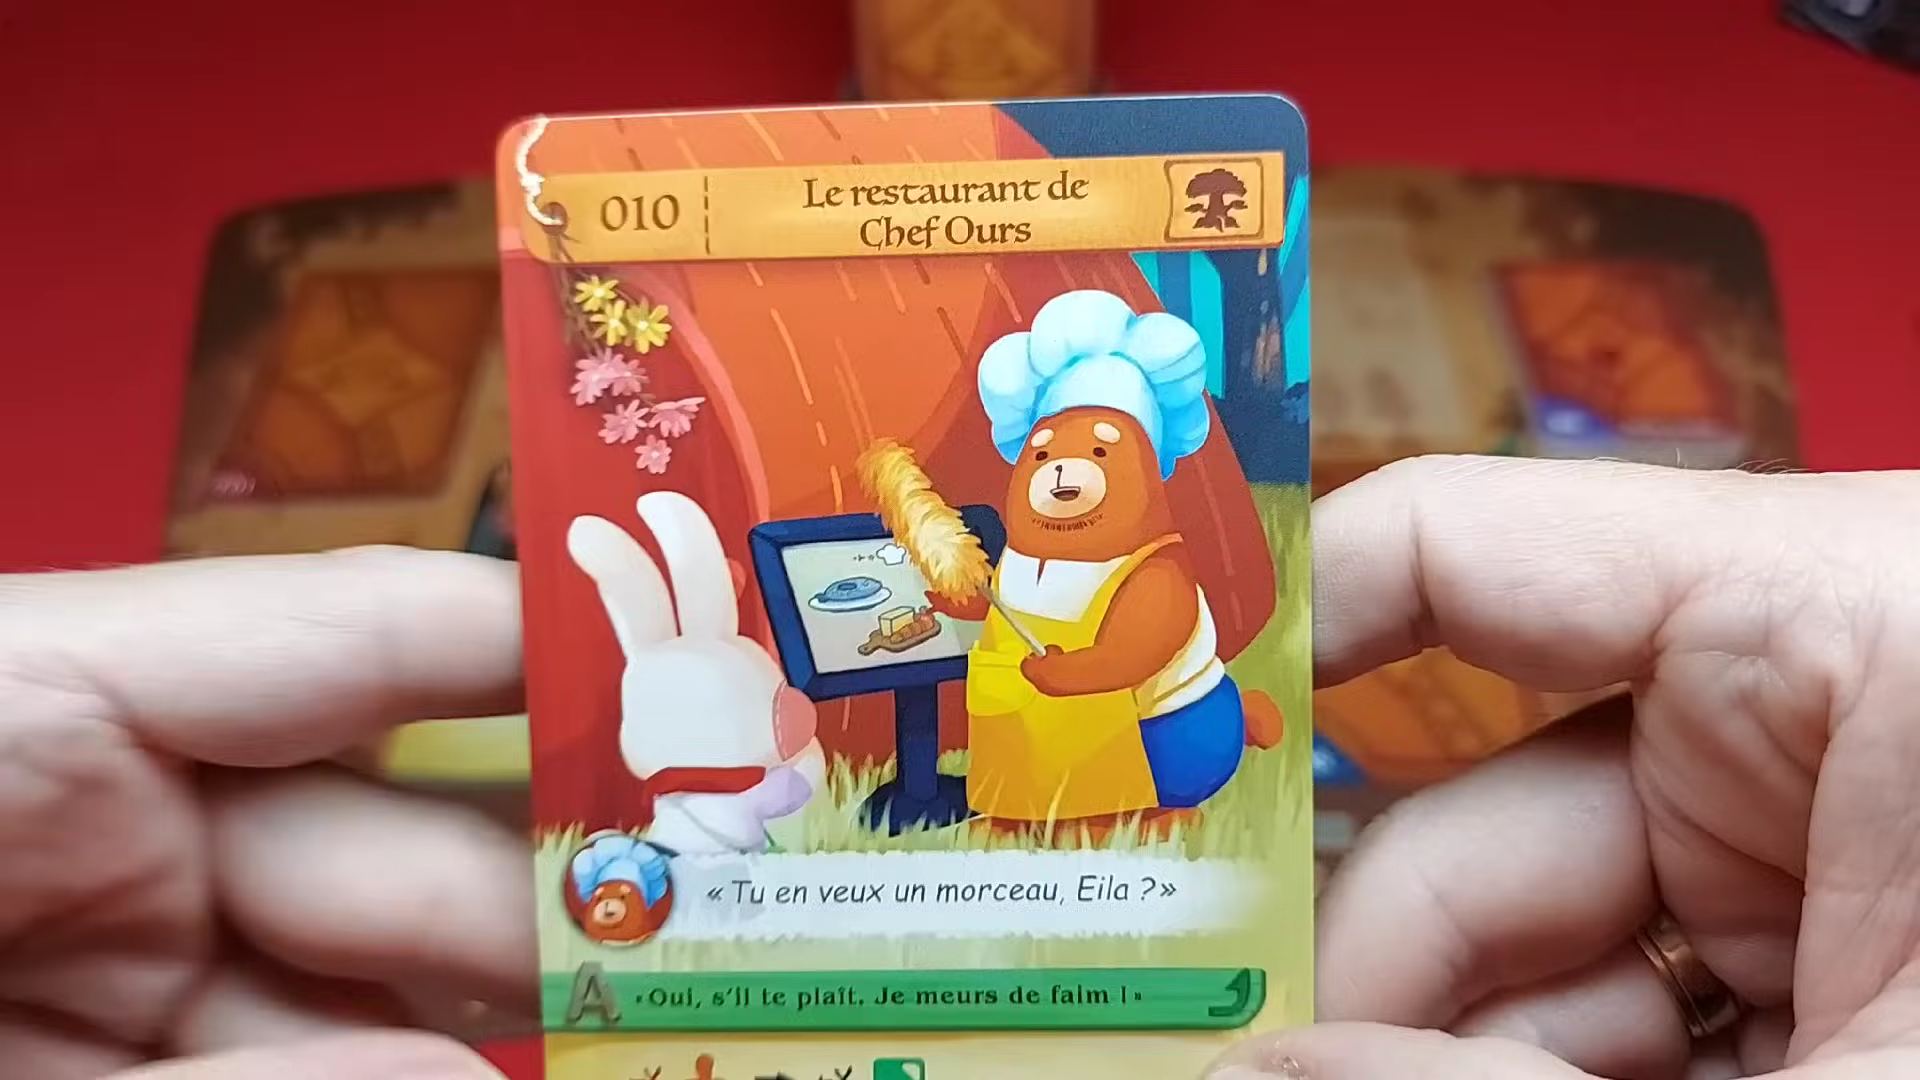 010
Le restaurant de
Chef Ours
« Tu en veux un morceau, Eila ? »
A
« Oui, s'il te plaît. Je meurs de faim ! »